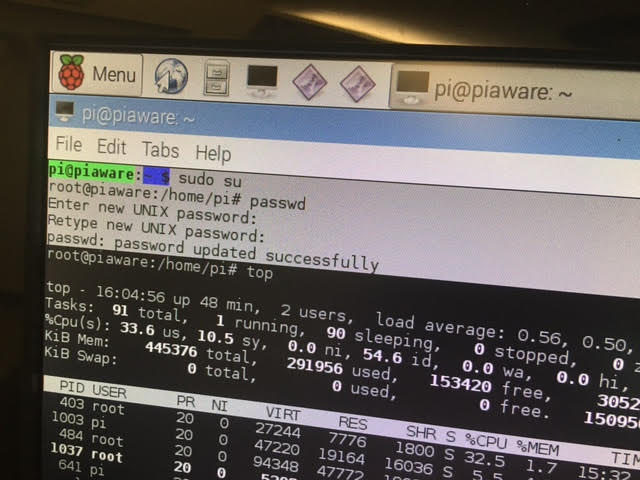 Menu pi@piaware: ~
pi@piaware: ~
File Edit Tabs Help
pi@piaware:~ $ sudo su
root@piaware:/home/pi# passwd
Enter new UNIX password:
Retype new UNIX password:
passwd: password updated successfully
root@piaware:/home/pi# top
top - 16:04:56 up 48 min, 2 users, load average: 0.56, 0.50,
Tasks: 91 total, 1 running, 90 sleeping, 0 stopped, 0 z
%Cpu(s): 33.6 us, 10.5 sy, 0.0 ni, 54.6 id, 0.0 wa, 0.0 hi,
KiB Mem: 445376 total, 291956 used, 153420 free, 3052
KiB Swap: 0 total, 0 used, 0 free. 150956
PID USER PR NI VIRT RES SHR S %CPU %MEM TIM
403 root 20 0 27244 7776 1800 S 32.5 1.7 15:32
1003 pi 20 0 47220 19164 16036 S 5.5
484 root 20 0 94348 47772
1037 root 20 0
641 pi